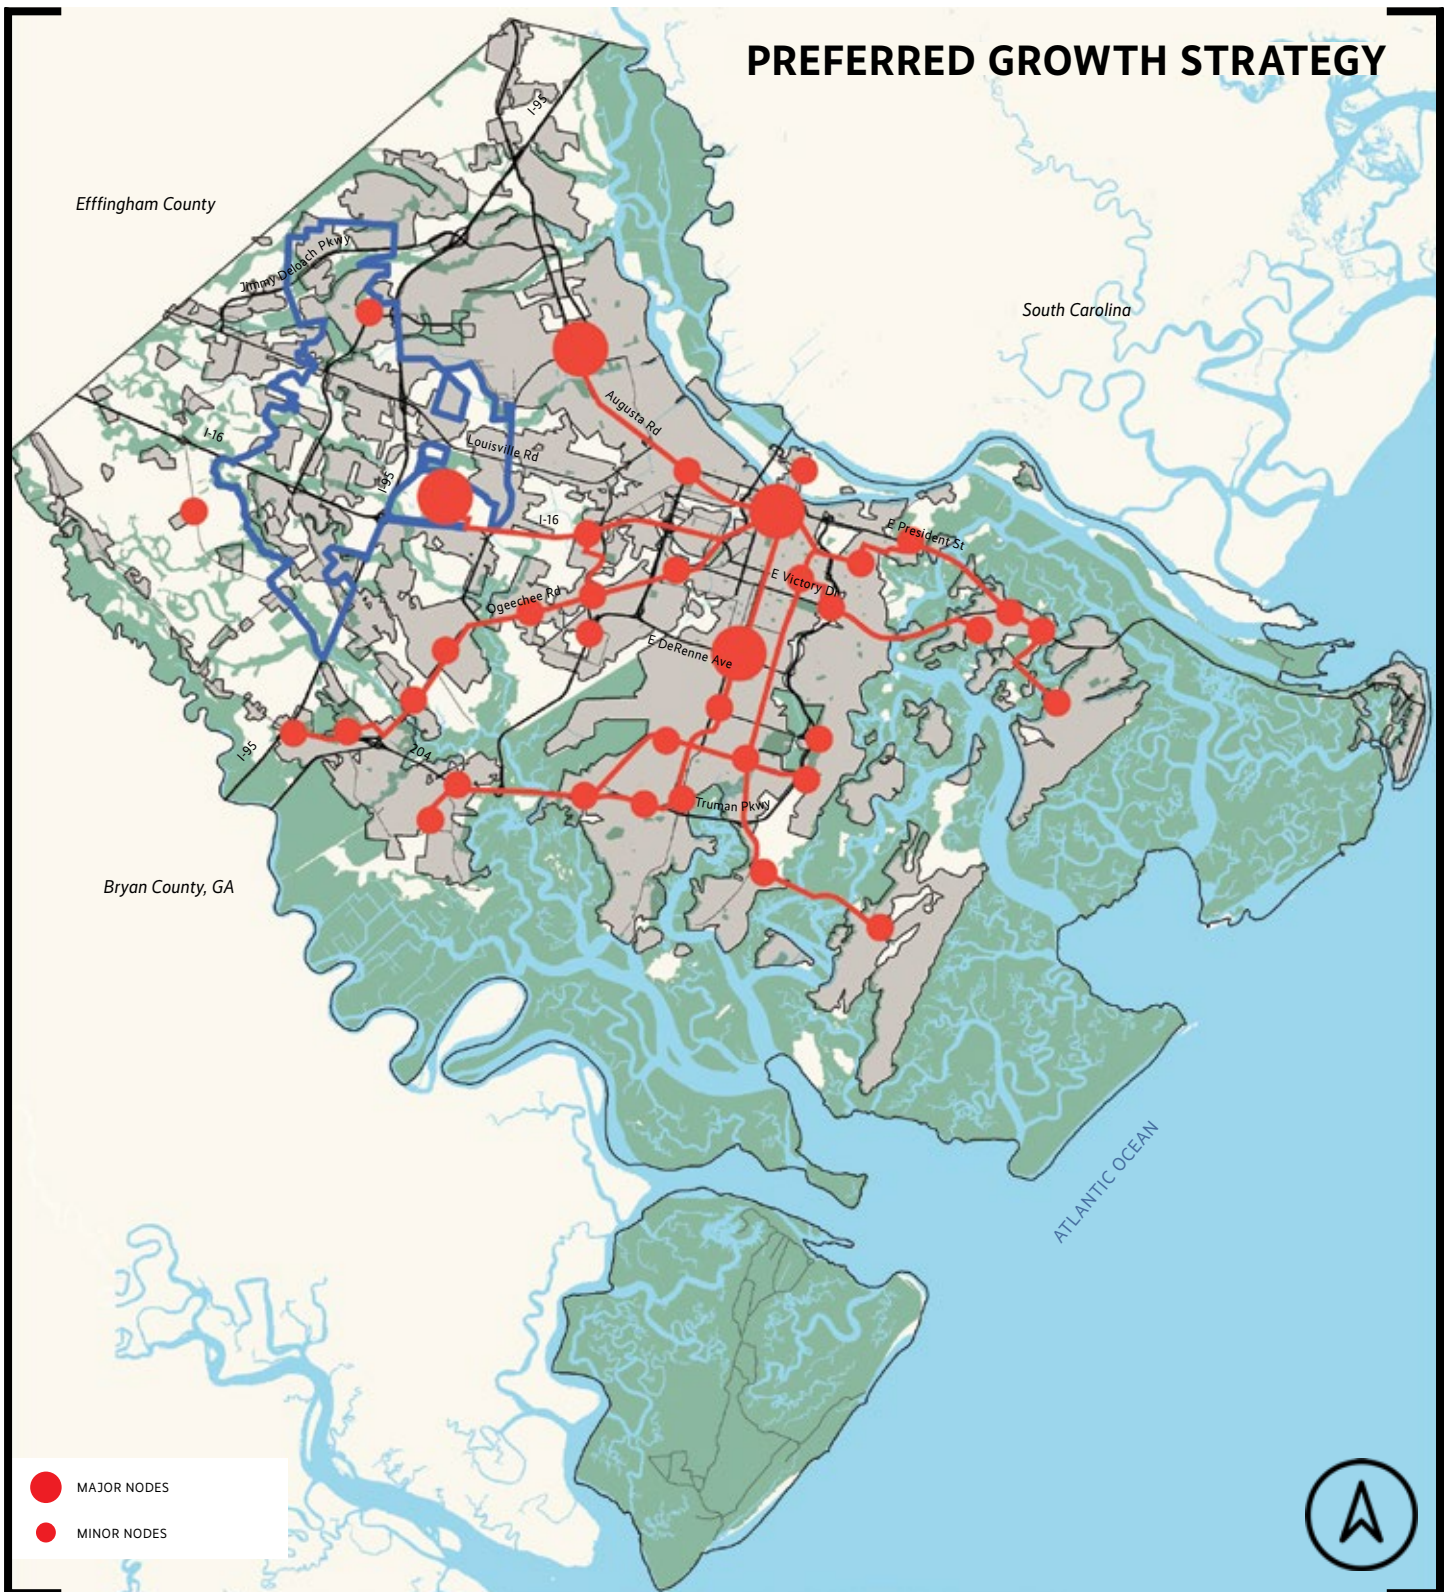 PREFERRED GROWTH STRATEGY
I-95
Efffingham County
Jimmy Deloach Pkwy
South Carolina
Augusta Rd
I-16
Louisville Rd
I-95
I-16
E President St
E Victory Dr
Ogeechee Rd
E DeRenne Ave
I-95
204
Truman Pkwy
Bryan County, GA
ATLANTIC OCEAN
MAJOR NODES
MINOR NODES